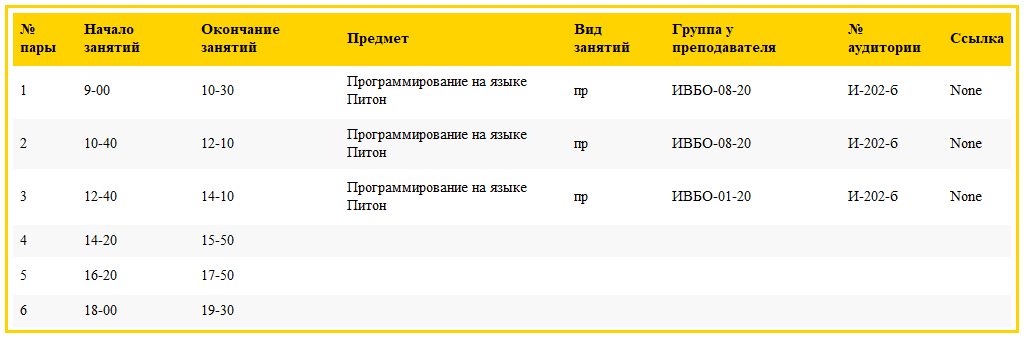 № пары Начало занятий Окончание занятий Предмет Вид занятий Группа у преподавателя № аудитории Ссылка
1 9-00 10-30 Программирование на языке Питон пр ИВБО-08-20 И-202-б None
2 10-40 12-10 Программирование на языке Питон пр ИВБО-08-20 И-202-б None
3 12-40 14-10 Программирование на языке Питон пр ИВБО-01-20 И-202-б None
4 14-20 15-50
5 16-20 17-50
6 18-00 19-30